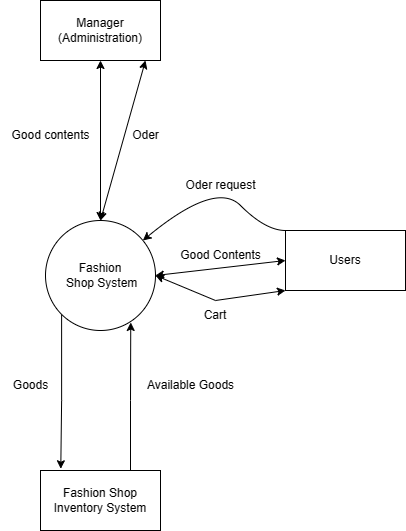 Manager
(Administration)
Good contents
Oder
Oder request
Good Contents
Users
Fashion
Shop System
Cart
Goods
Available Goods
Fashion Shop
Inventory System